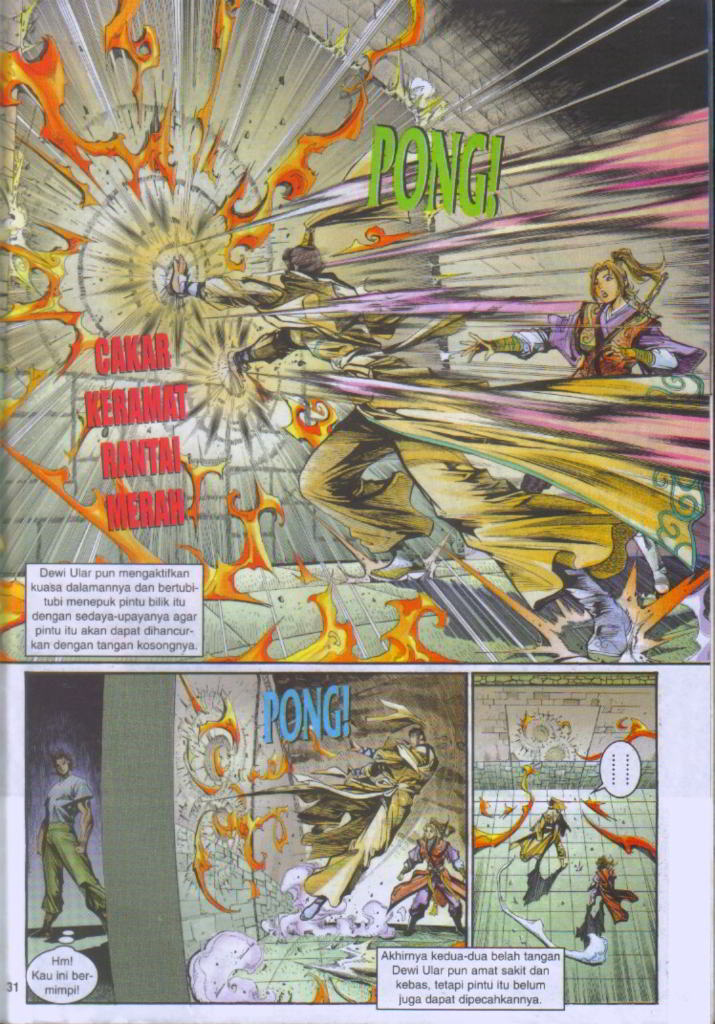 PONG!
CAKAR
KERAMAT
RANTAI
MERAH
Dewi Ular pun mengaktifkan
kuasa dalamannya dan bertubi-
tubi menepuk pintu bilik itu
dengan sedaya-upayanya agar
pintu itu akan dapat dihancur-
kan dengan tangan kosongnya.
PONG!
Hm!
Kau ini ber-
mimpi!
Akhirnya kedua-dua belah tangan
Dewi Ular pun amat sakit dan
kebas, tetapi pintu itu belum
juga dapat dipecahkannya.
31